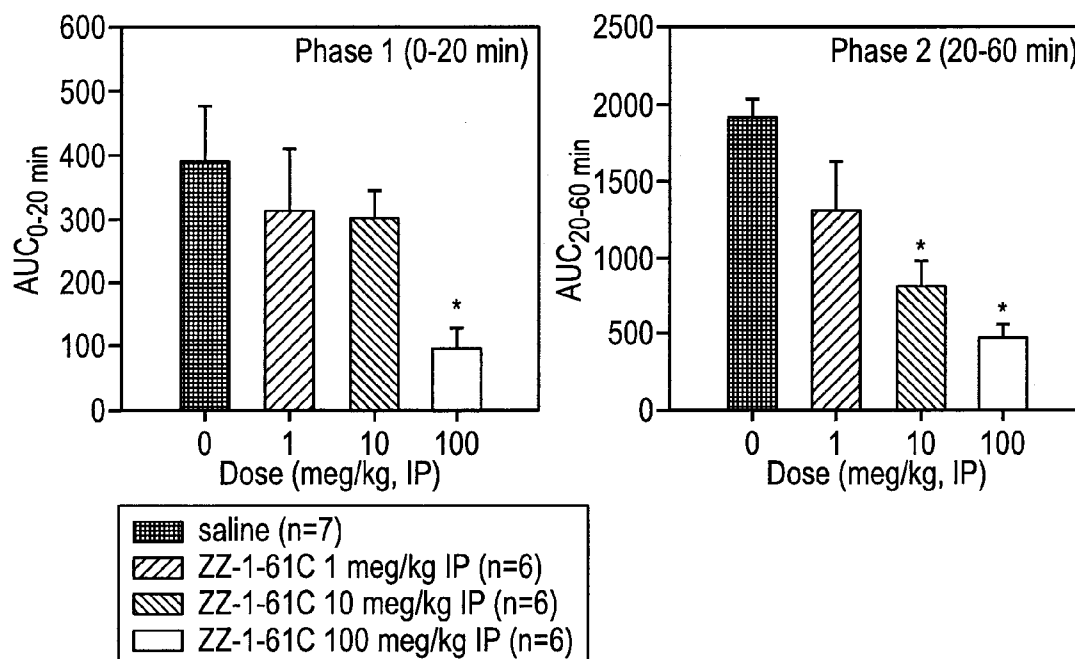 600
500
400
300
200
100
0
AUC0-20 min
Phase 1 (0-20 min)
*
0 1 10 100
Dose (meg/kg, IP)
2500
2000
1500
1000
500
0
AUC20-60 min
Phase 2 (20-60 min)
*
*
0 1 10 100
Dose (meg/kg, IP)
saline (n=7)
ZZ-1-61C 1 meg/kg IP (n=6)
ZZ-1-61C 10 meg/kg IP (n=6)
ZZ-1-61C 100 meg/kg IP (n=6)